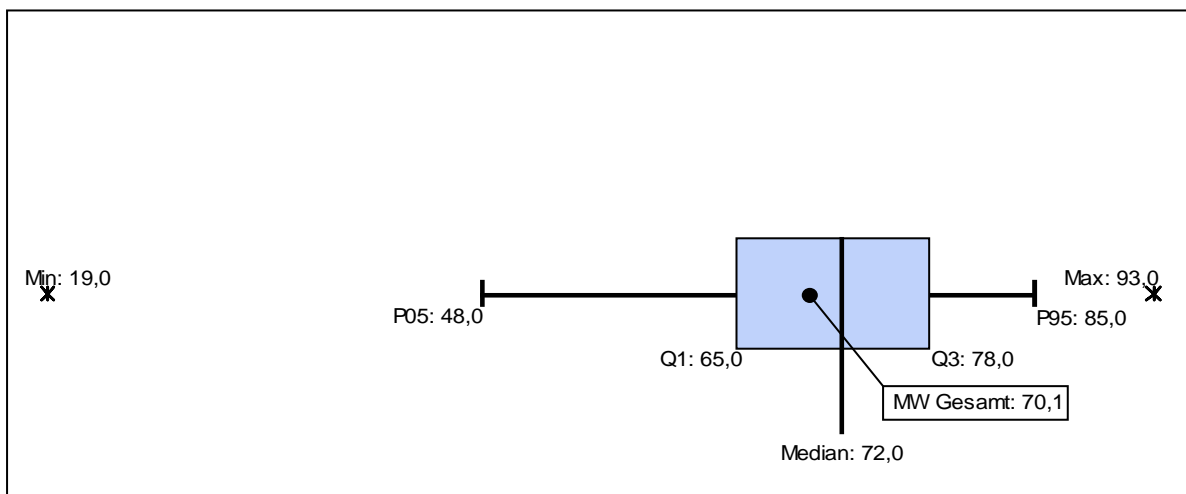 Min: 19,0
Max: 93,0
P05: 48,0
P95: 85,0
Q1: 65,0
Q3: 78,0
MW Gesamt: 70,1
Median: 72,0